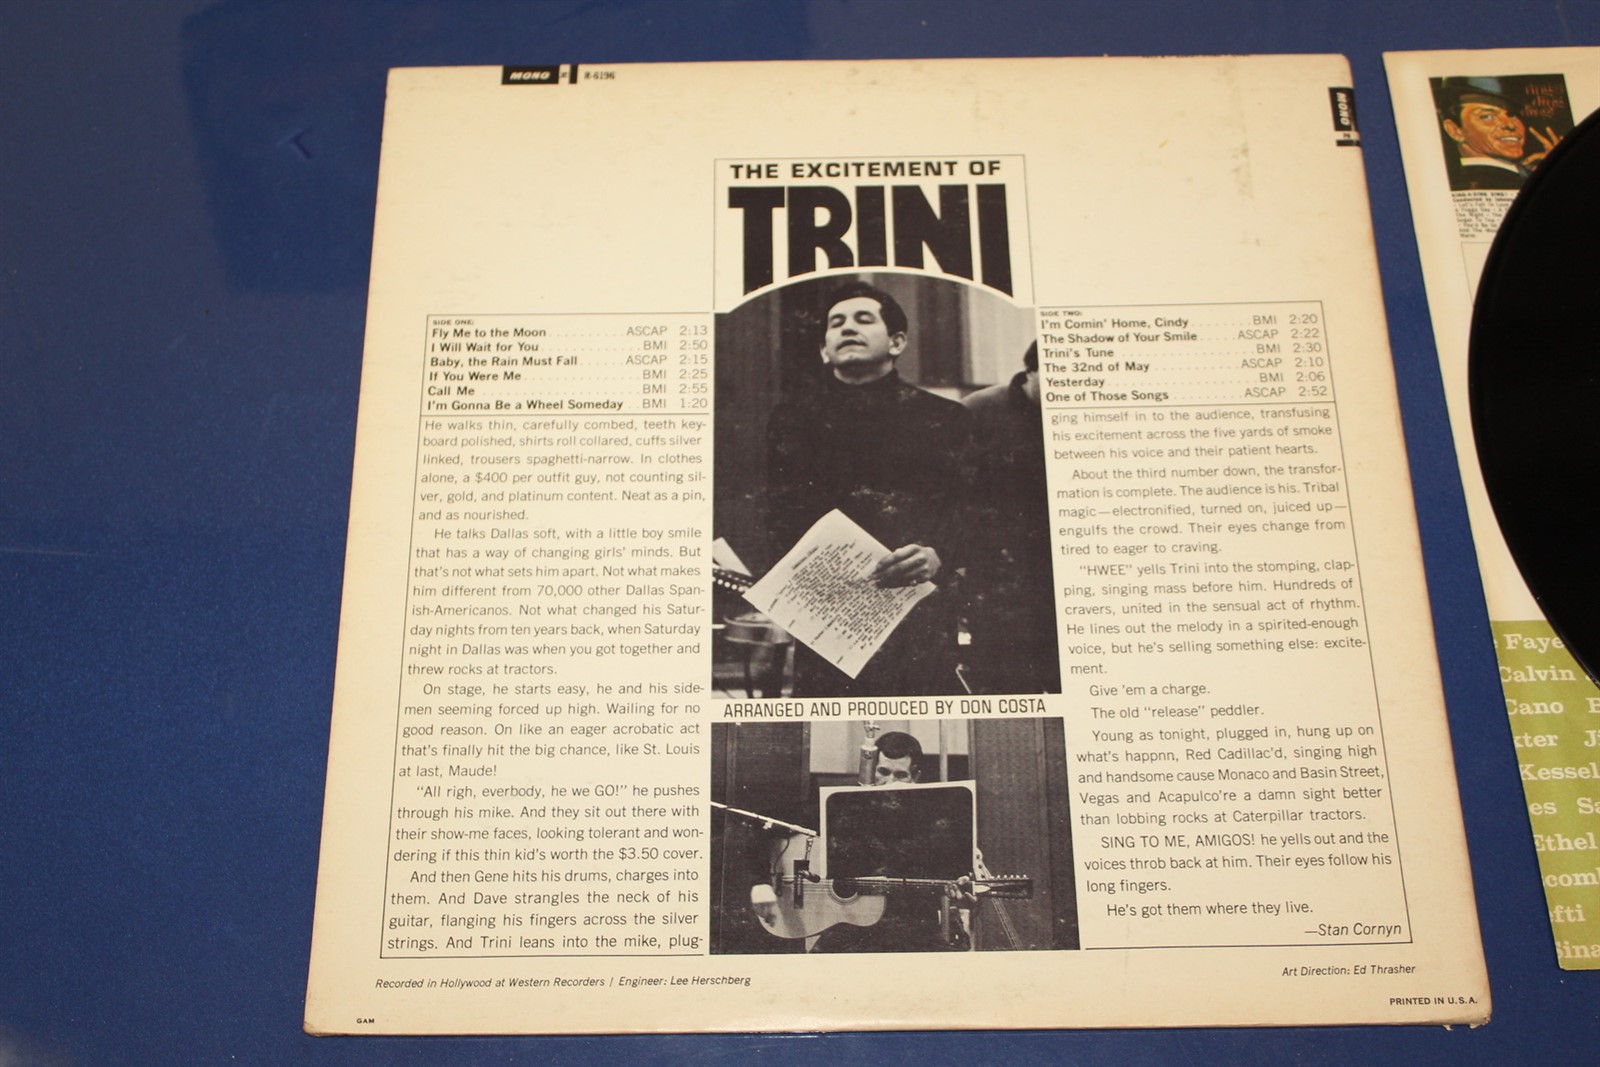 MONO R R-6196
MONO R
THE EXCITEMENT OF
TRINI
SIDE ONE:
Fly Me to the Moon ASCAP 2:13
I Will Wait for You BMI 2:50
Baby, the Rain Must Fall ASCAP 2:15
If You Were Me BMI 2:25
Call Me BMI 2:55
I'm Gonna Be a Wheel Someday BMI 1:20
He walks thin, carefully combed, teeth key-
board polished, shirts roll collared, cuffs silver
linked, trousers spaghetti-narrow. In clothes
alone, a $400 per outfit guy, not counting sil-
ver, gold, and platinum content. Neat as a pin,
and as nourished.
He talks Dallas soft, with a little boy smile
that has a way of changing girls' minds. But
that's not what sets him apart. Not what makes
him different from 70,000 other Dallas Span-
ish-Americanos. Not what changed his Satur-
day nights from ten years back, when Saturday
night in Dallas was when you got together and
threw rocks at tractors.
On stage, he starts easy, he and his side-
men seeming forced up high. Wailing for no
good reason. On like an eager acrobatic act
that's finally hit the big chance, like St. Louis
at last, Maude!
"All righ, everbody, he we GO!" he pushes
through his mike. And they sit out there with
their show-me faces, looking tolerant and won-
dering if this thin kid's worth the $3.50 cover.
And then Gene hits his drums, charges into
them. And Dave strangles the neck of his
guitar, flanging his fingers across the silver
strings. And Trini leans into the mike, plug-
ARRANGED AND PRODUCED BY DON COSTA
SIDE TWO:
I'm Comin' Home, Cindy BMI 2:20
The Shadow of Your Smile ASCAP 2:22
Trini's Tune BMI 2:30
The 32nd of May ASCAP 2:10
Yesterday BMI 2:06
One of Those Songs ASCAP 2:52
ging himself in to the audience, transfusing
his excitement across the five yards of smoke
between his voice and their patient hearts.
About the third number down, the transfor-
mation is complete. The audience is his. Tribal
magic—electronified, turned on, juiced up—
engulfs the crowd. Their eyes change from
tired to eager to craving.
"HWEE" yells Trini into the stomping, clap-
ping, singing mass before him. Hundreds of
cravers, united in the sensual act of rhythm.
He lines out the melody in a spirited-enough
voice, but he's selling something else: excite-
ment.
Give 'em a charge.
The old "release" peddler.
Young as tonight, plugged in, hung up on
what's happnn, Red Cadillac'd, singing high
and handsome cause Monaco and Basin Street,
Vegas and Acapulco're a damn sight better
than lobbing rocks at Caterpillar tractors.
SING TO ME, AMIGOS! he yells out and the
voices throb back at him. Their eyes follow his
long fingers.
He's got them where they live.
—Stan Cornyn
Recorded in Hollywood at Western Recorders / Engineer: Lee Herschberg
Art Direction: Ed Thrasher
PRINTED IN U.S.A.
GAM
Faye
Calvin
Cano B
xter Ji
Kessel
es Sa
Ethel
comb
fti
Sina